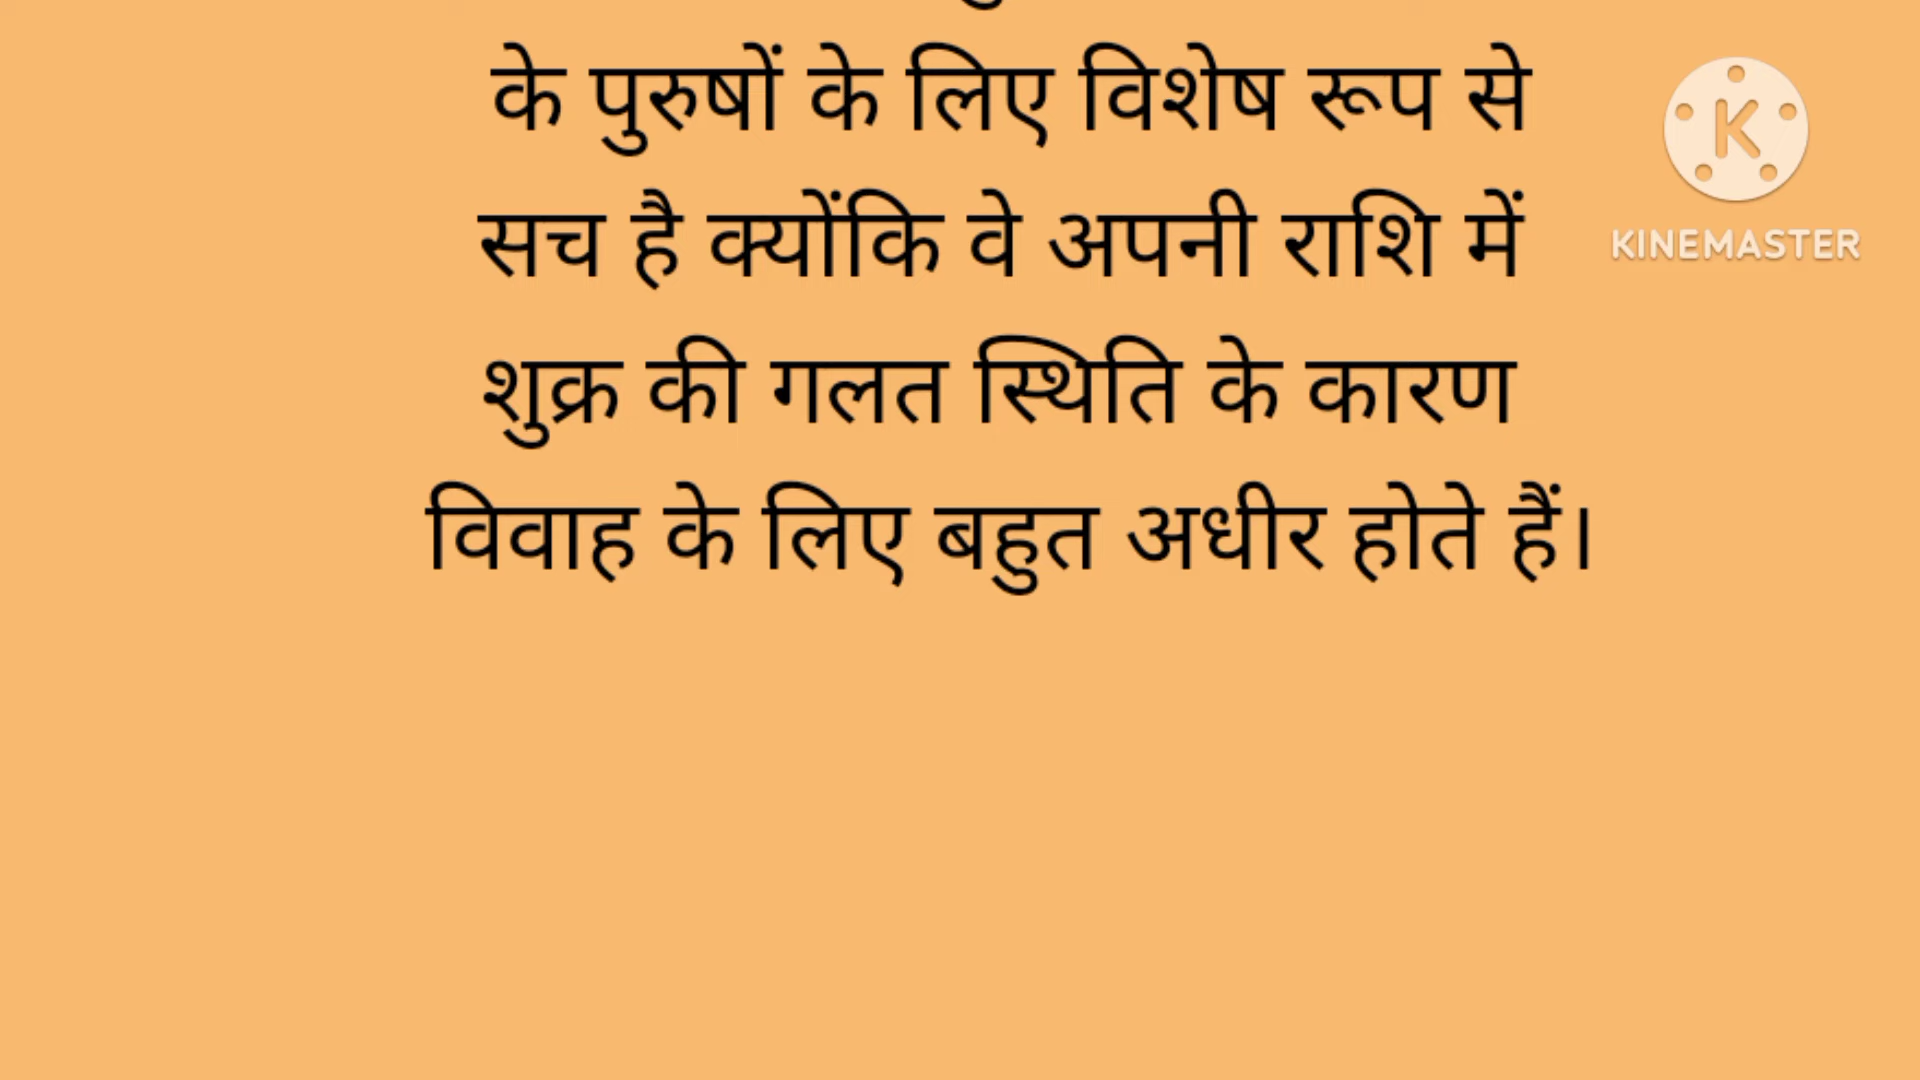 के पुरुषों के लिए विशेष रूप से
सच है क्योंकि वे अपनी राशि में
शुक्र की गलत स्थिति के कारण
विवाह के लिए बहुत अधीर होते हैं।
K
KINEMASTER